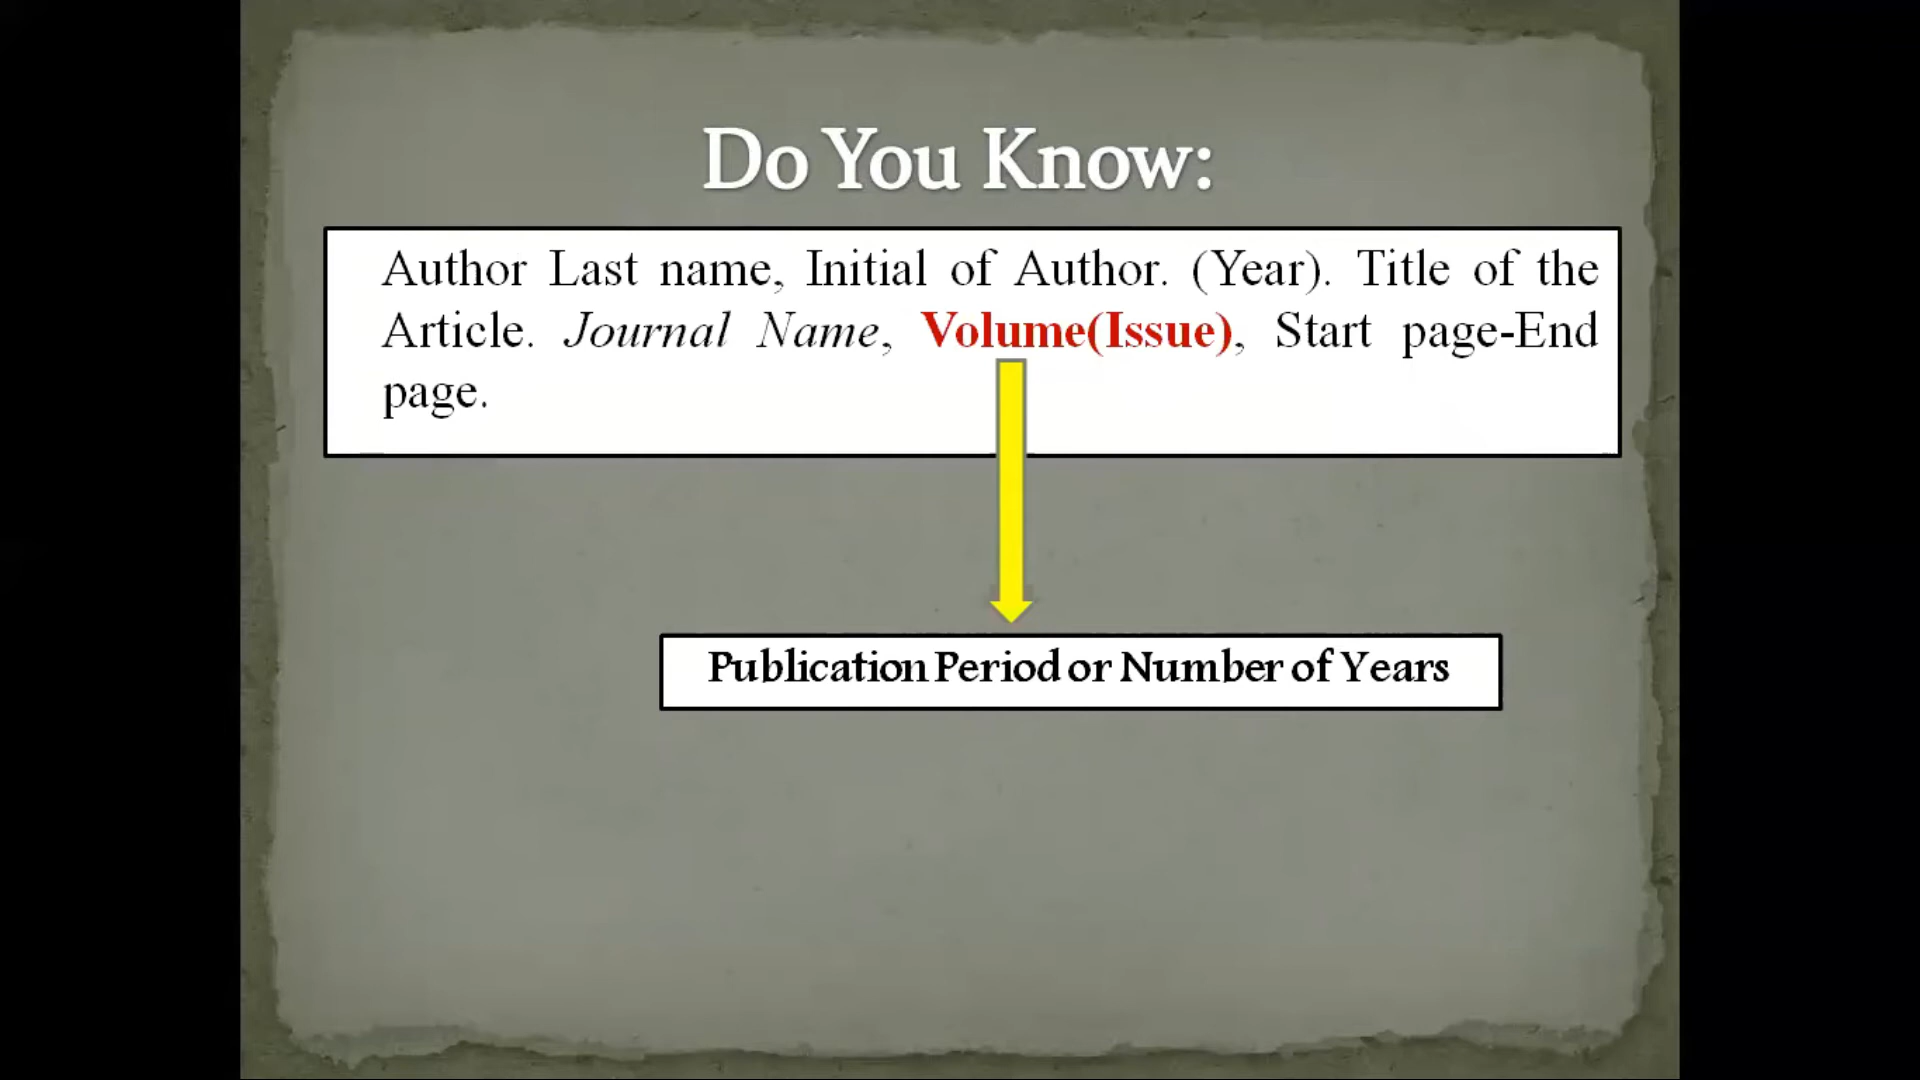 Do You Know:
Author Last name, Initial of Author. (Year). Title of the
Article. Journal Name, Volume(Issue), Start page-End
page.
Publication Period or Number of Years